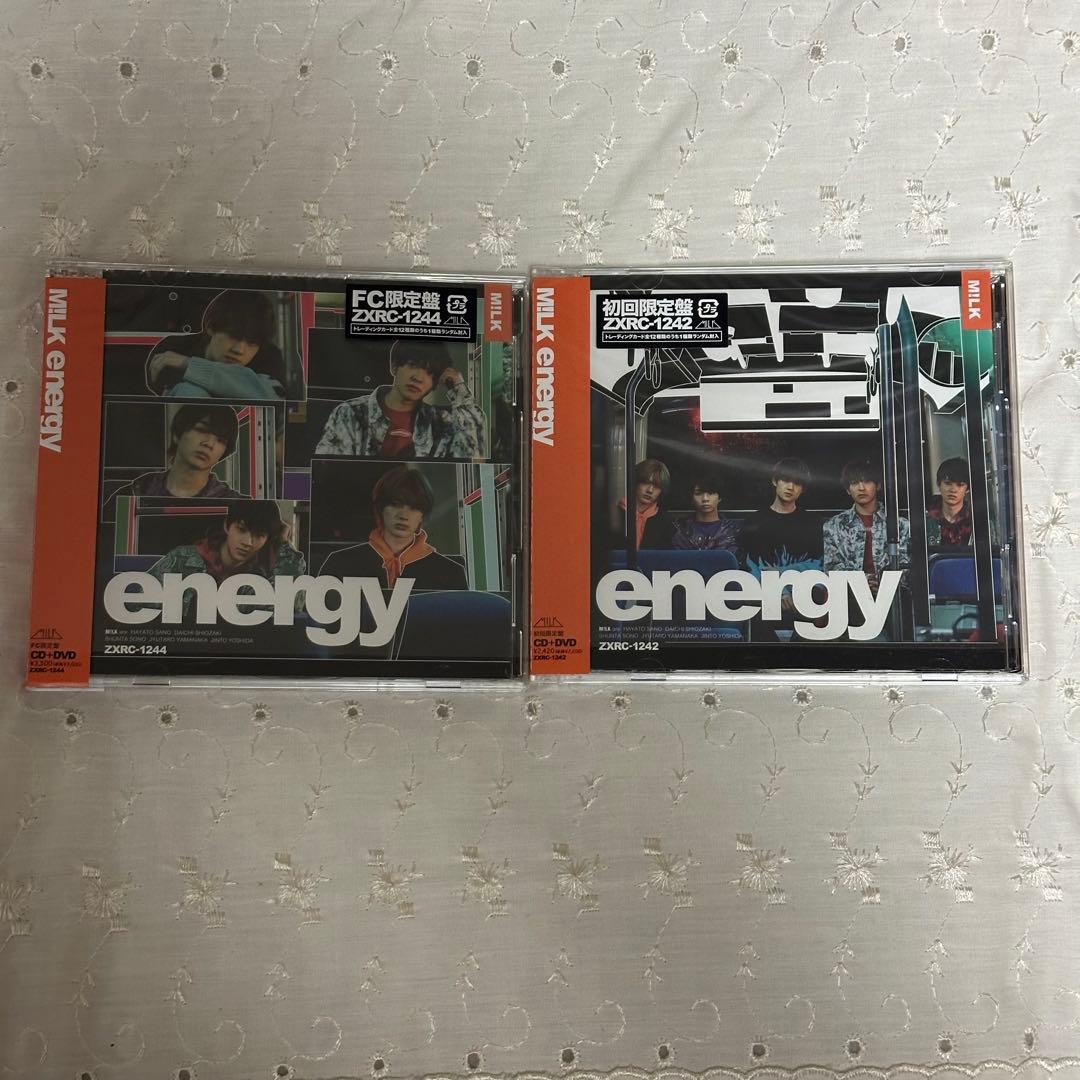 M!LK energy
FC限定盤
ZXRC-1244
M!LK
トレーディングカード全12種類のうち1種類ランダム封入
M!LK
energy
M!LK are HAYATO SANO DAICHI SHIOZAKI
SHUNTA SONO JYUTARO YAMANAKA JINTO YOSHIDA
ZXRC-1244
M!LK
FC限定盤
CD+DVD
ZXRC-1244
M!LK energy
初回限定盤
ZXRC-1242
M!LK
トレーディングカード全12種類のうち1種類ランダム封入
M!LK
energy
M!LK are HAYATO SANO DAICHI SHIOZAKI
SHUNTA SONO JYUTARO YAMANAKA JINTO YOSHIDA
ZXRC-1242
M!LK
初回限定盤
CD+DVD
ZXRC-1242